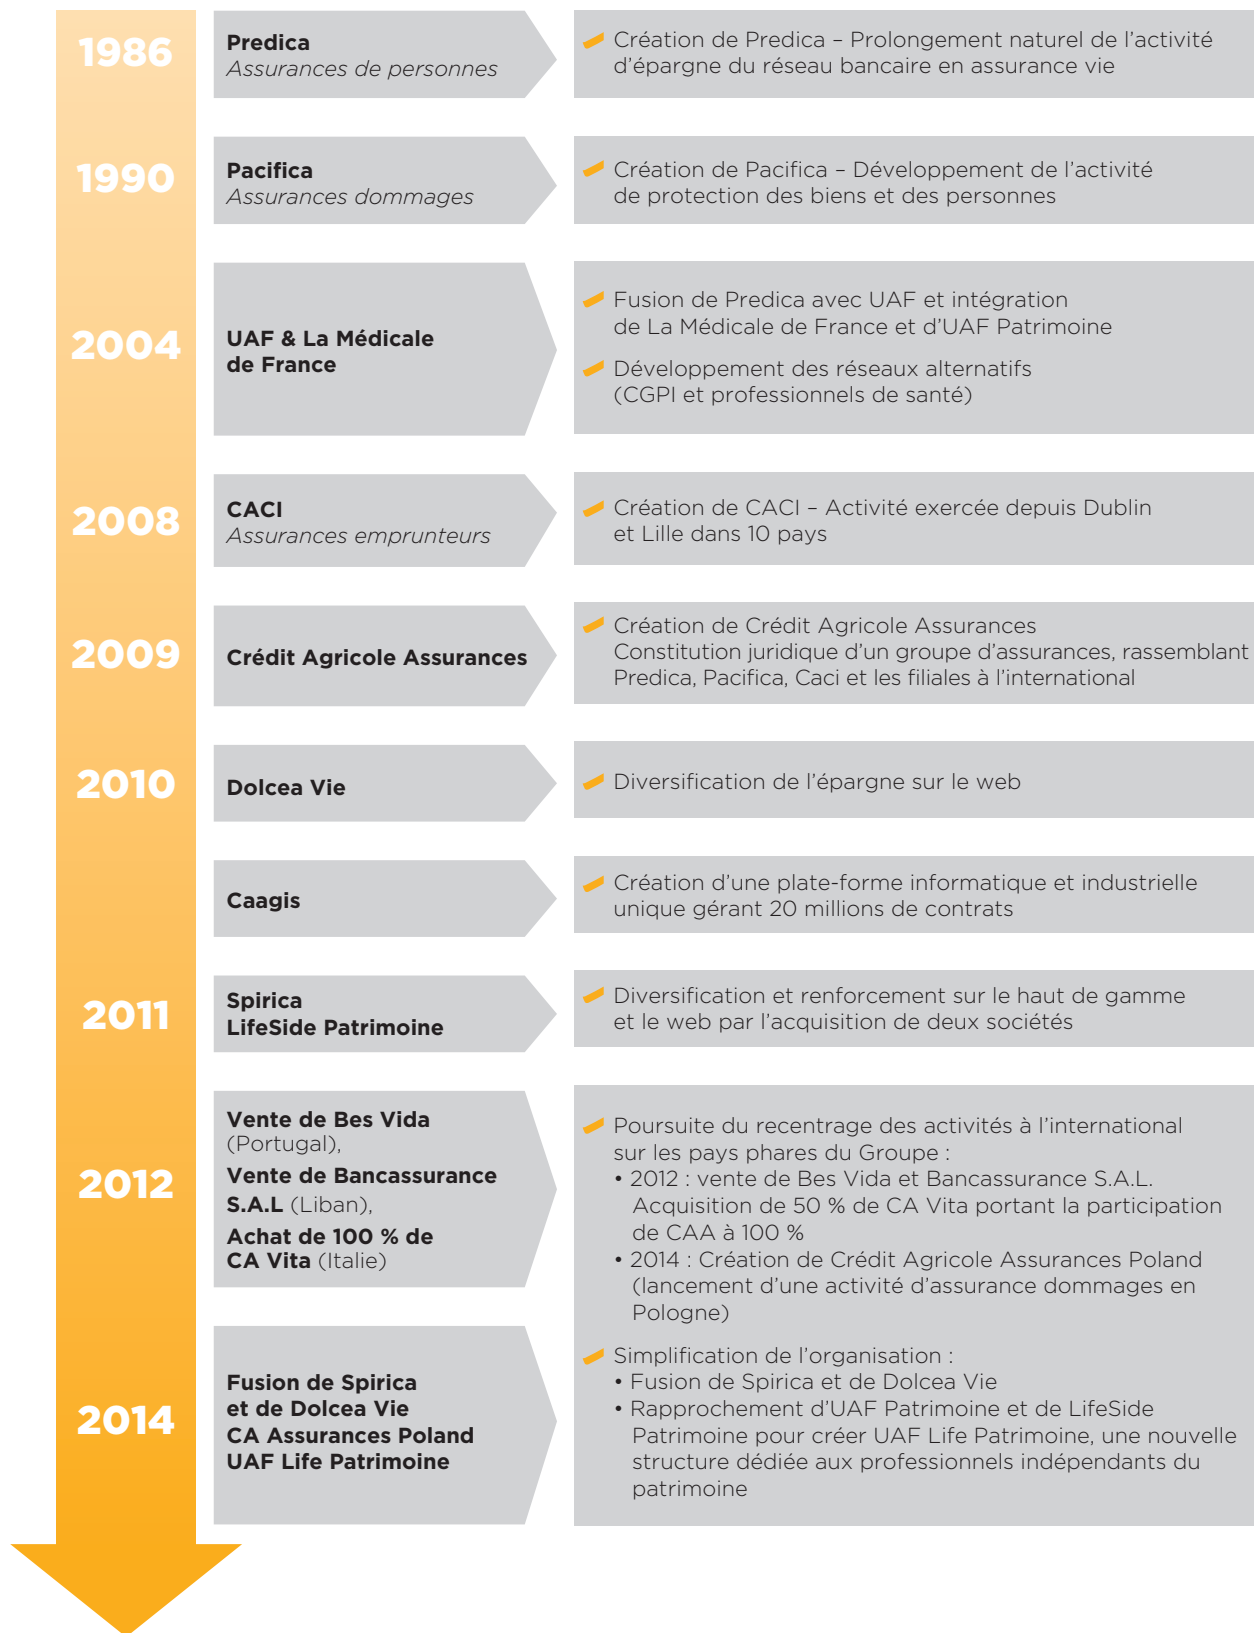 1986
Predica
Assurances de personnes
Création de Predica – Prolongement naturel de l’activité
d’épargne du réseau bancaire en assurance vie
1990
Pacifica
Assurances dommages
Création de Pacifica – Développement de l’activité
de protection des biens et des personnes
2004
UAF & La Médicale
de France
Fusion de Predica avec UAF et intégration
de La Médicale de France et d’UAF Patrimoine
Développement des réseaux alternatifs
(CGPI et professionnels de santé)
2008
CACI
Assurances emprunteurs
Création de CACI – Activité exercée depuis Dublin
et Lille dans 10 pays
2009
Crédit Agricole Assurances
Création de Crédit Agricole Assurances
Constitution juridique d’un groupe d’assurances, rassemblant
Predica, Pacifica, Caci et les filiales à l’international
2010
Dolcea Vie
Diversification de l’épargne sur le web
Caagis
Création d’une plate-forme informatique et industrielle
unique gérant 20 millions de contrats
2011
Spirica
LifeSide Patrimoine
Diversification et renforcement sur le haut de gamme
et le web par l’acquisition de deux sociétés
2012
Vente de Bes Vida
(Portugal),
Vente de Bancassurance
S.A.L (Liban),
Achat de 100 % de
CA Vita (Italie)
Poursuite du recentrage des activités à l’international
sur les pays phares du Groupe :
• 2012 : vente de Bes Vida et Bancassurance S.A.L.
Acquisition de 50 % de CA Vita portant la participation
de CAA à 100 %
• 2014 : Création de Crédit Agricole Assurances Poland
(lancement d’une activité d’assurance dommages en
Pologne)
2014
Fusion de Spirica
et de Dolcea Vie
CA Assurances Poland
UAF Life Patrimoine
Simplification de l’organisation :
• Fusion de Spirica et de Dolcea Vie
• Rapprochement d’UAF Patrimoine et de LifeSide
Patrimoine pour créer UAF Life Patrimoine, une nouvelle
structure dédiée aux professionnels indépendants du
patrimoine